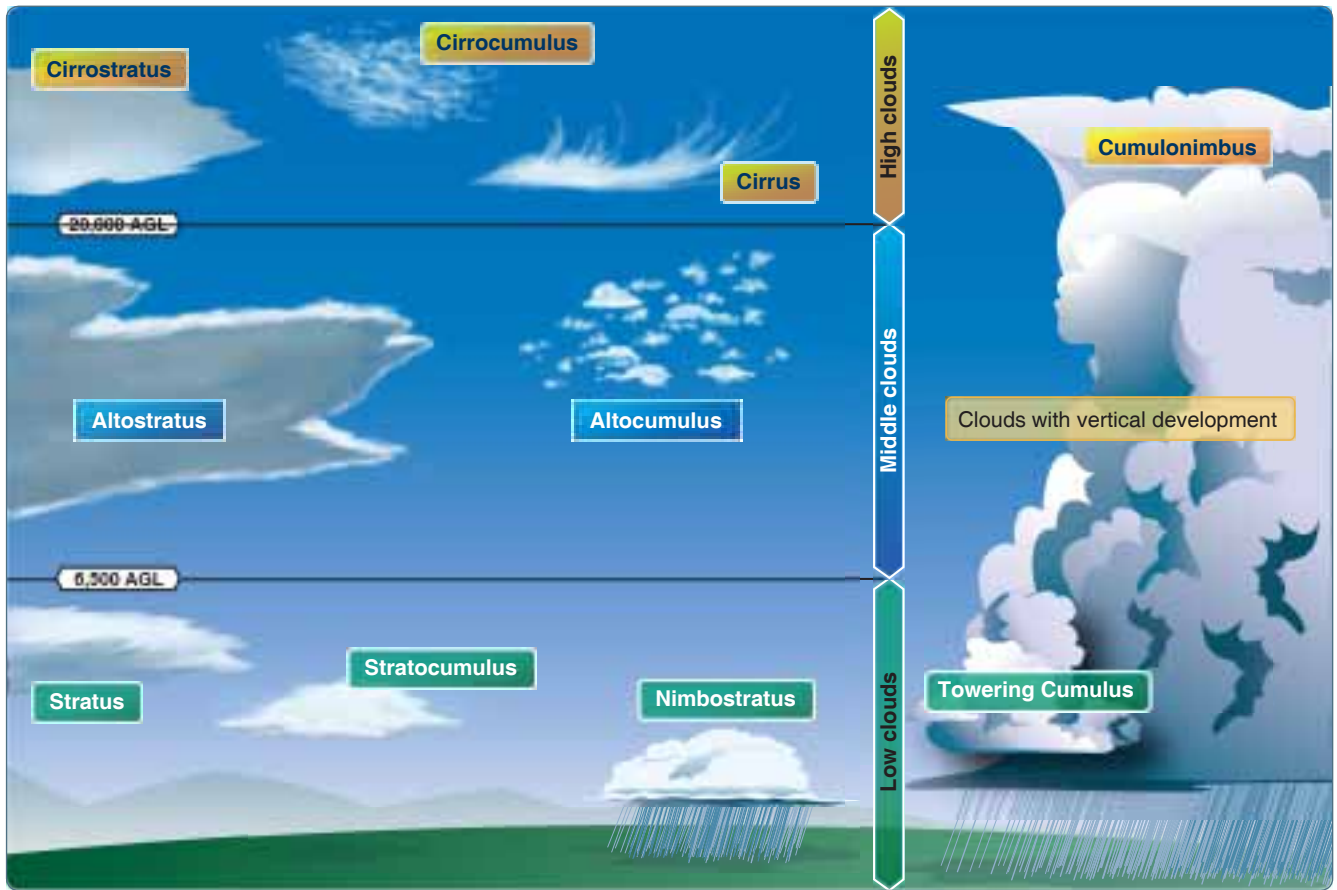 Cirrocumulus
Cirrostratus
Cirrus
High clouds
Cumulonimbus
20,000 AGL
Altostratus
Altocumulus
Middle clouds
Clouds with vertical development
6,500 AGL
Stratus
Stratocumulus
Nimbostratus
Low clouds
Towering Cumulus